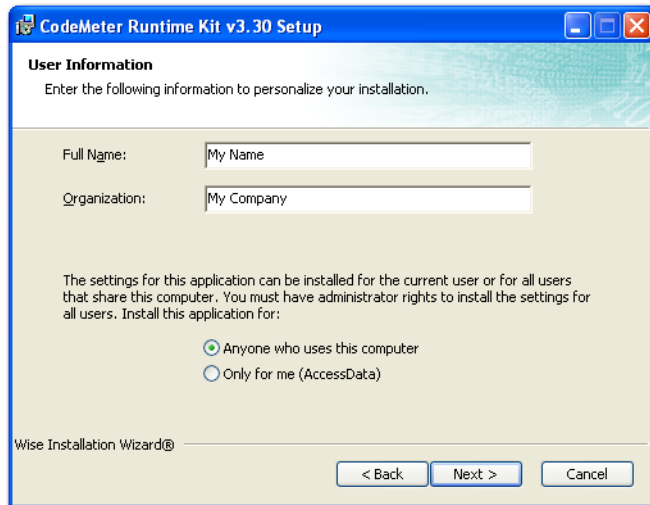 CodeMeter Runtime Kit v3.30 Setup
User Information
Enter the following information to personalize your installation.
Full Name:
My Name
Organization:
My Company
The settings for this application can be installed for the current user or for all users
that share this computer. You must have administrator rights to install the settings for
all users. Install this application for:
Anyone who uses this computer
Only for me (AccessData)
Wise Installation Wizard®
< Back
Next >
Cancel